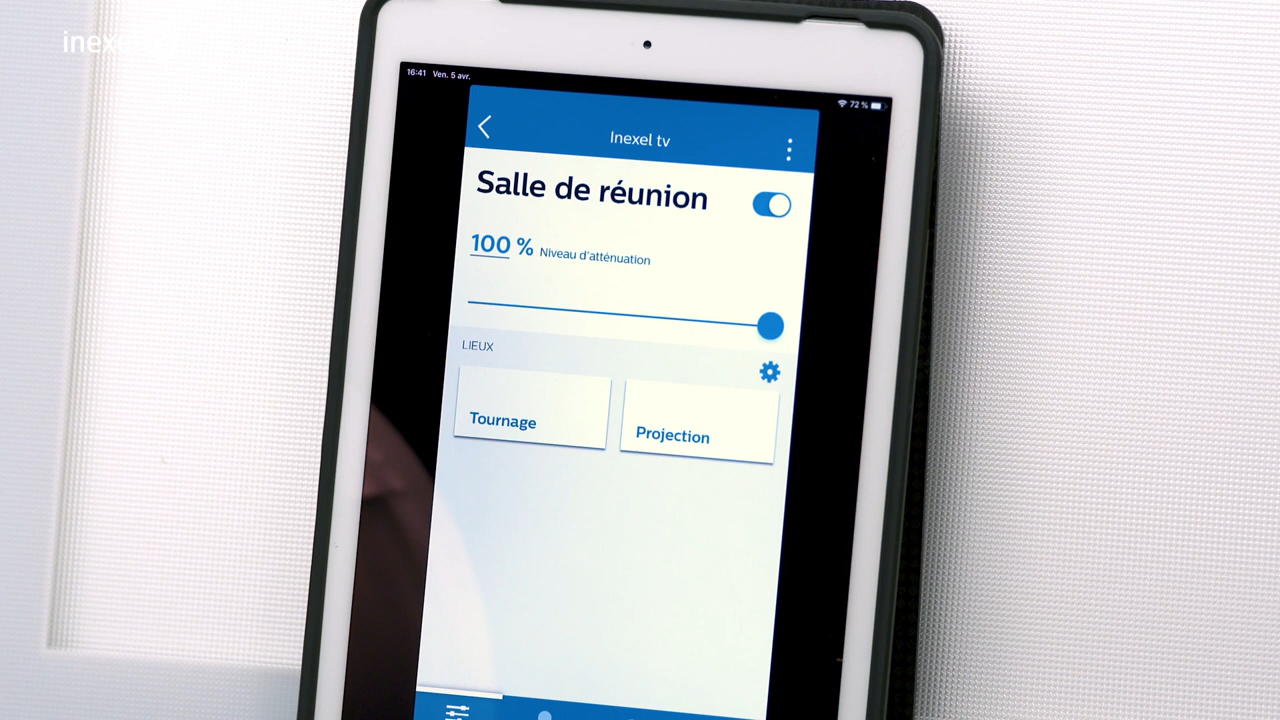 inexel
16:41 Ven. 5 avr.
72 %
Inexel tv
Salle de réunion
100 % Niveau d'atténuation
LIEUX
Tournage
Projection